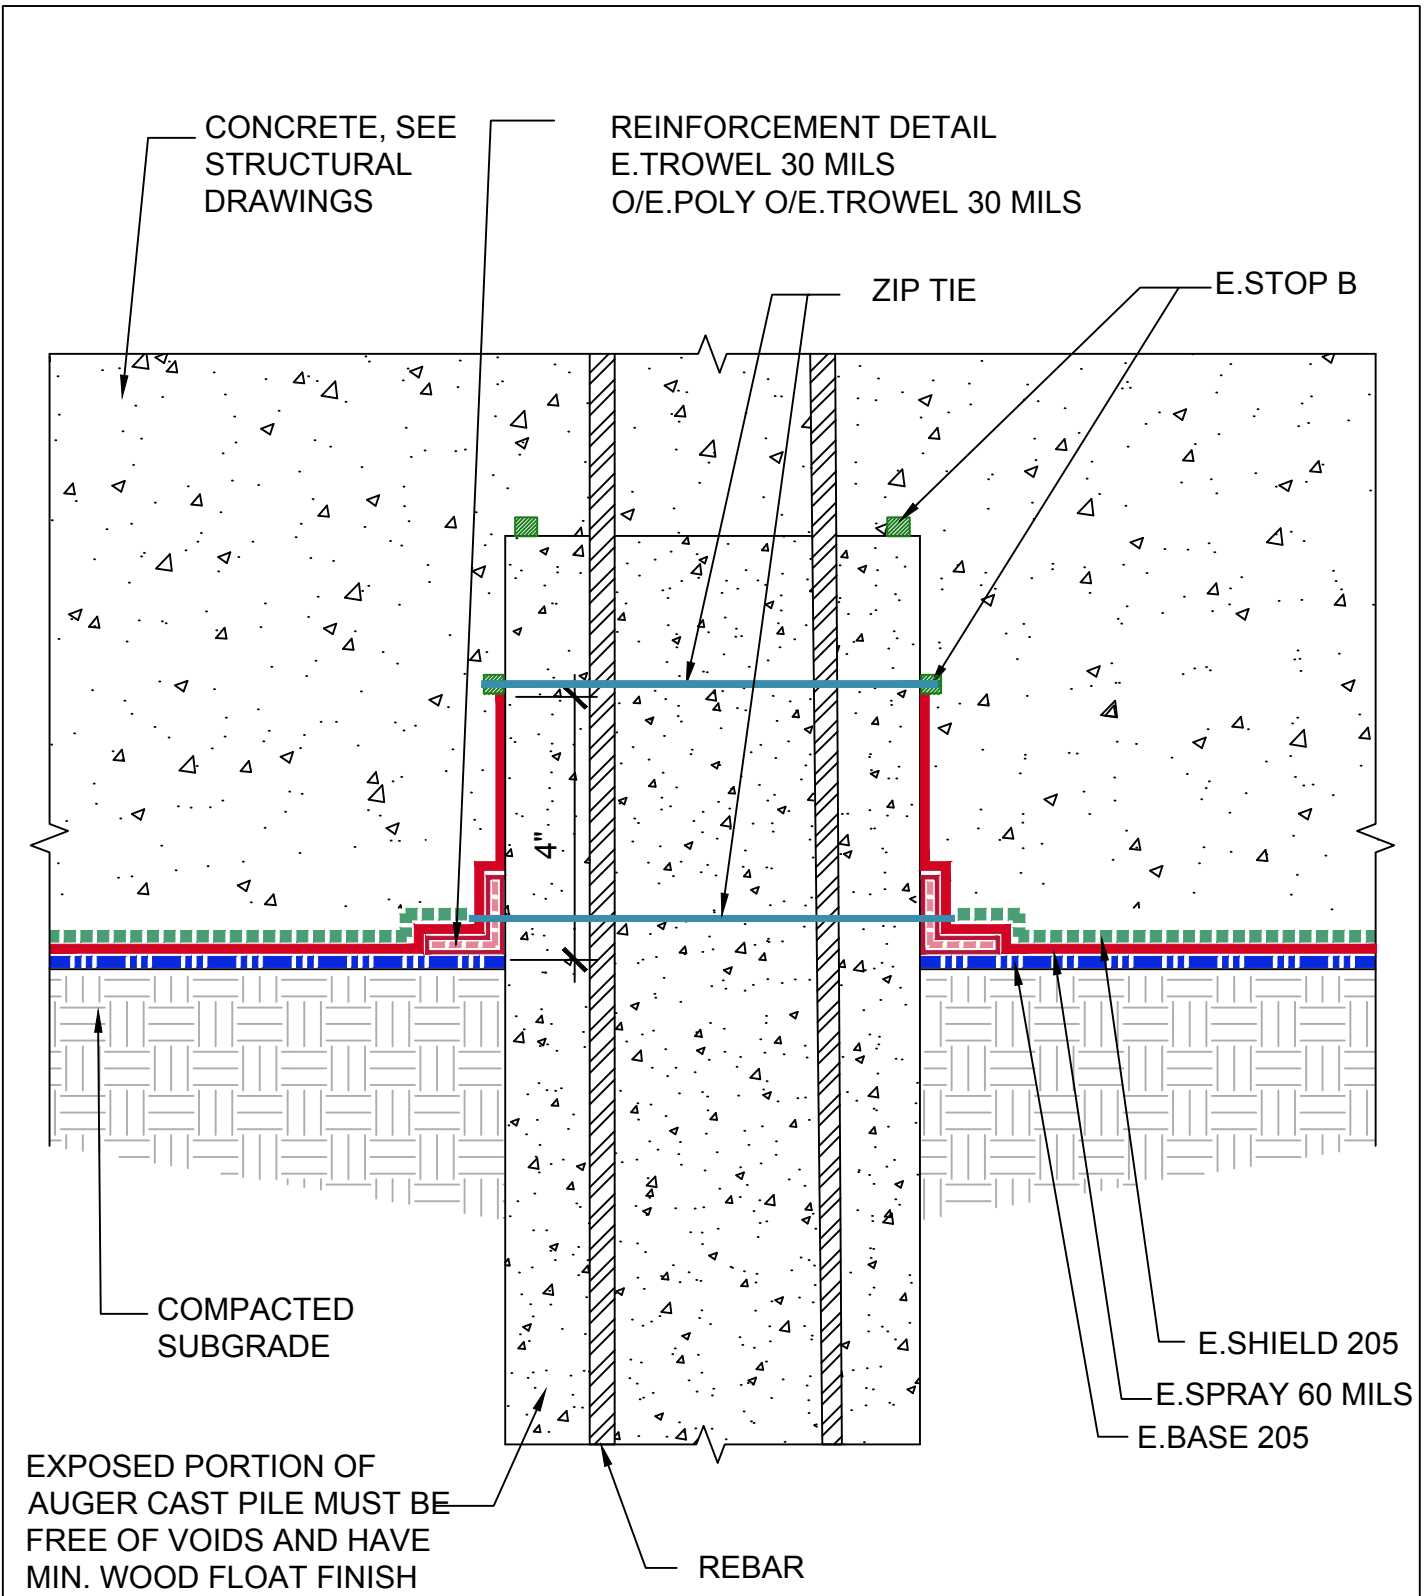 CONCRETE, SEE
STRUCTURAL
DRAWINGS
REINFORCEMENT DETAIL
E.TROWEL 30 MILS
O/E.POLY O/E.TROWEL 30 MILS
ZIP TIE
E.STOP B
4"
COMPACTED
SUBGRADE
E.SHIELD 205
E.SPRAY 60 MILS
E.BASE 205
EXPOSED PORTION OF
AUGER CAST PILE MUST BE
FREE OF VOIDS AND HAVE
MIN. WOOD FLOAT FINISH
REBAR